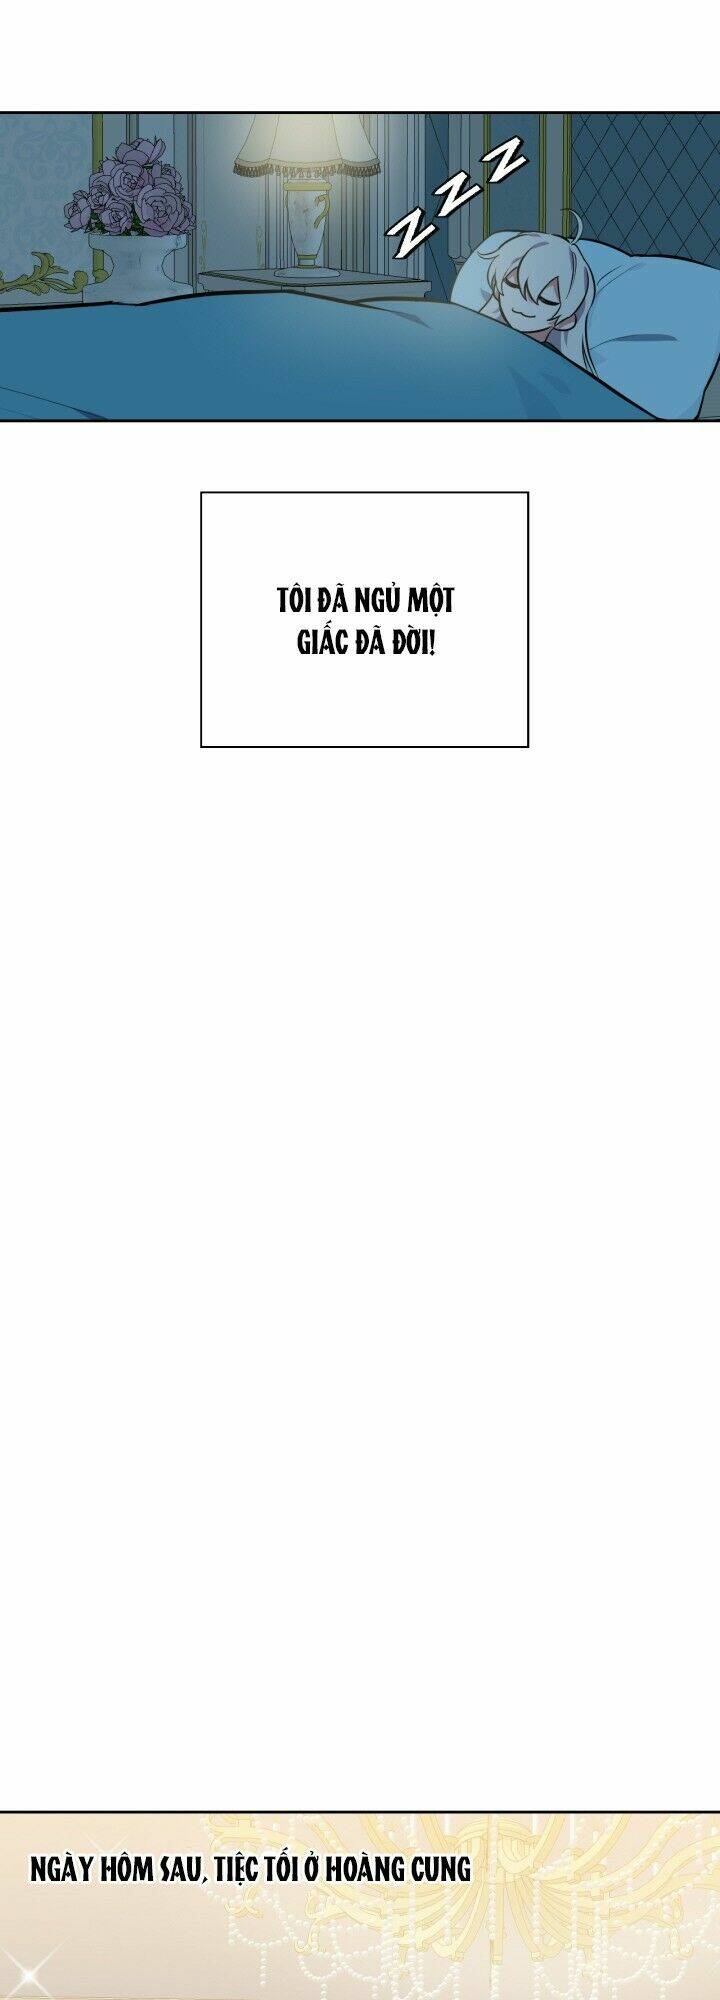 ZZZ
TÔI ĐÃ NGỦ MỘT
GIẤC ĐÃ ĐỜI!
NGÀY HÔM SAU, TIỆC TỐI Ở HOÀNG CUNG